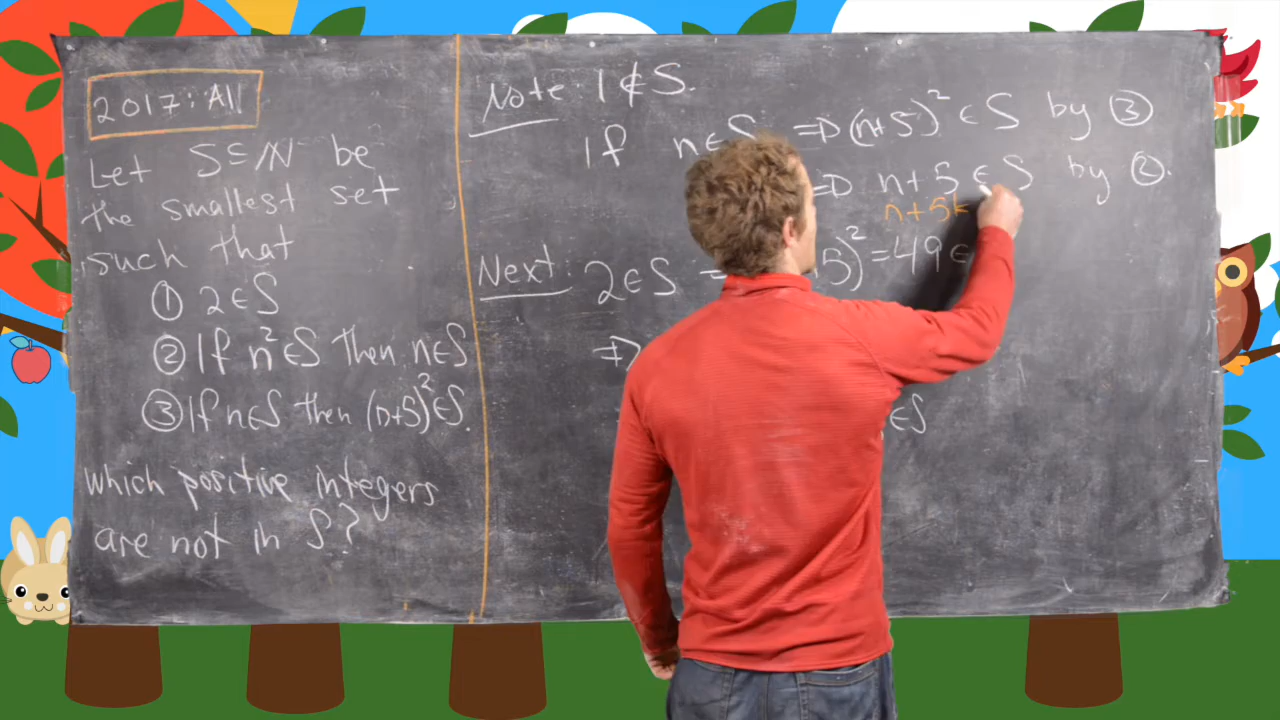 2017: A1
Let S ⊆ ℕ be
the smallest set
such that
① 2 ∈ S
② If n² ∈ S then n ∈ S
③ If n ∈ S then (n+5)² ∈ S.
Which positive integers
are not in S?
Note: 1 ∉ S.
If n ∈ S ⇒ (n+5)² ∈ S by ③
⇒ n+5 ∈ S by ②.
n+5k
Next: 2 ∈ S = 5)² = 49 ∈
⇒
∈ S